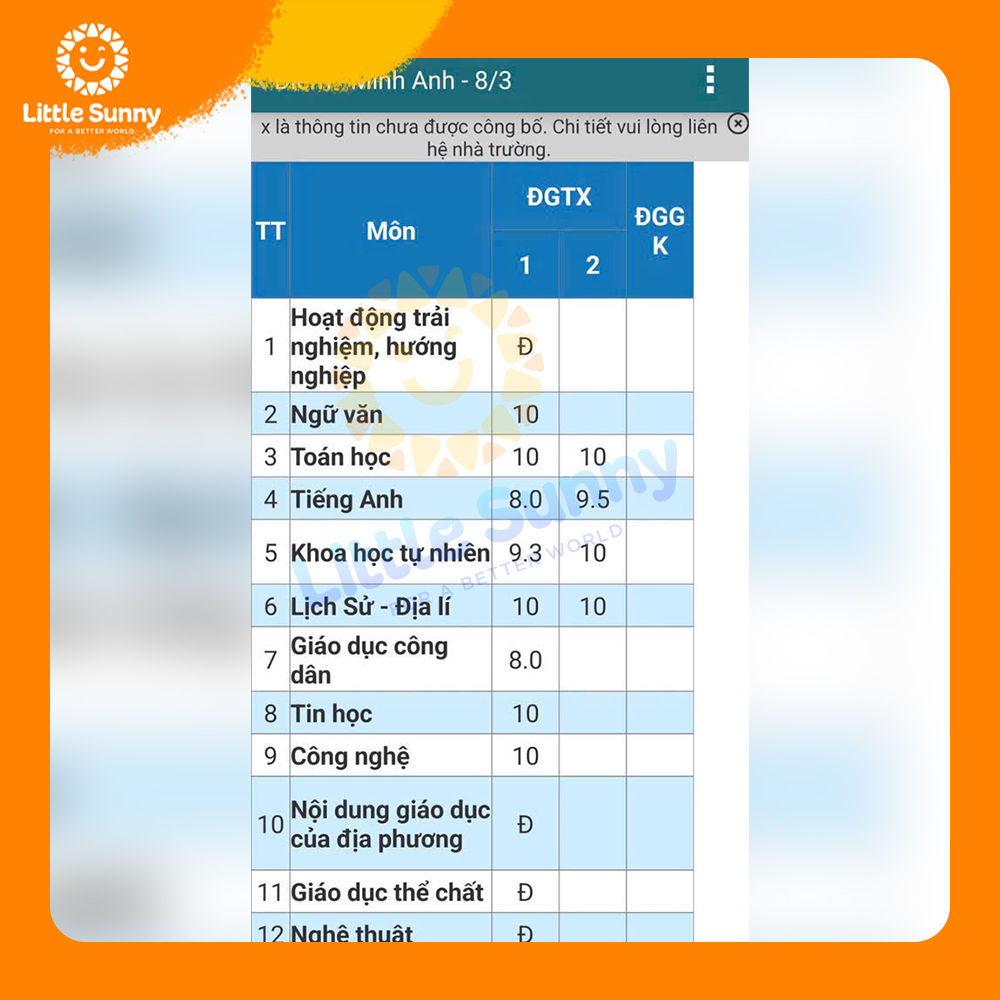 Little Sunny
FOR A BETTER WORLD
Minh Anh - 8/3
x là thông tin chưa được công bố. Chi tiết vui lòng liên
hệ nhà trường.
TT Môn ĐGTX ĐGG
K
1 2
Hoạt động trải
1 nghiệm, hướng Đ
nghiệp
2 Ngữ văn 10
3 Toán học 10 10
4 Tiếng Anh 8.0 9.5
5 Khoa học tự nhiên 9.3 10
6 Lịch Sử - Địa lí 10 10
7 Giáo dục công
dân 8.0
8 Tin học 10
9 Công nghệ 10
10 Nội dung giáo dục
của địa phương Đ
11 Giáo dục thể chất Đ
12 Nghệ thuật Đ
Little Sunny
FOR A BETTER WORLD